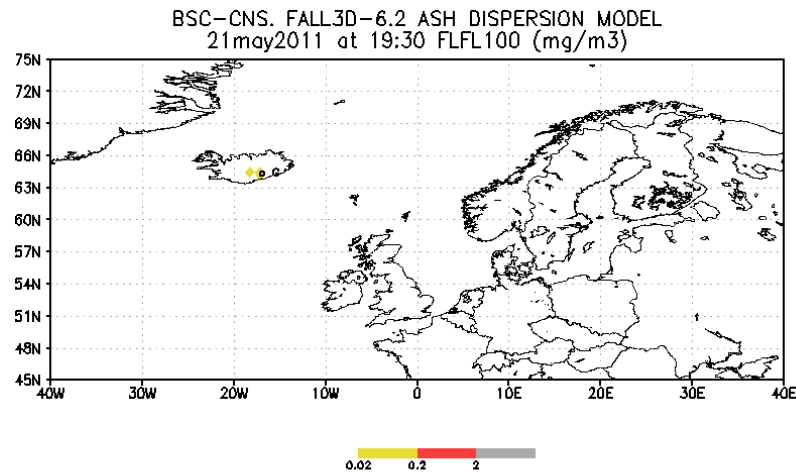 BSC-CNS. FALL3D-6.2 ASH DISPERSION MODEL
21may2011 at 19:30 FLFL100 (mg/m3)
75N
72N
69N
66N
63N
60N
57N
54N
51N
48N
45N
40W 30W 20W 10W 0 10E 20E 30E 40E
0.02 0.2 2